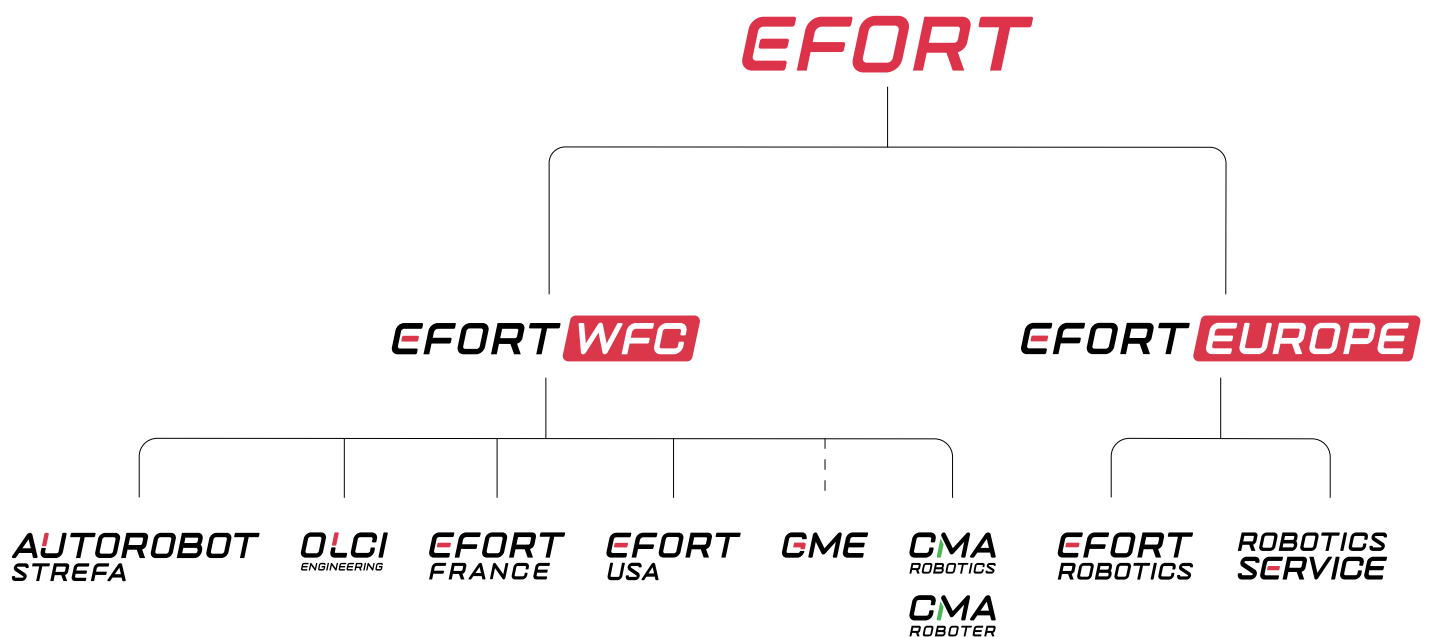 EFORT
EFORT WFC
EFORT EUROPE
AUTOROBOT
STREFA
OLCI
ENGINEERING
EFORT
FRANCE
EFORT
USA
GME
CMA
ROBOTICS
CMA
ROBOTER
EFORT
ROBOTICS
ROBOTICS
SERVICE